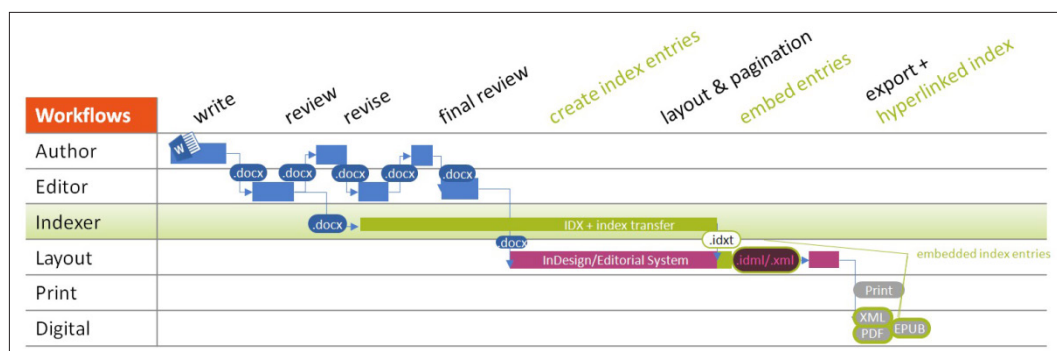 write
review
revise
final review
create index entries
layout & pagination
embed entries
export +
hyperlinked index
Workflows
Author
W
Editor
.docx
.docx
.docx
.docx
.docx
Indexer
.docx
IDX + index transfer
.docx
.idxt
Layout
InDesign/Editorial System
.idml/.xml
embedded index entries
Print
Print
Digital
XML
PDF
EPUB